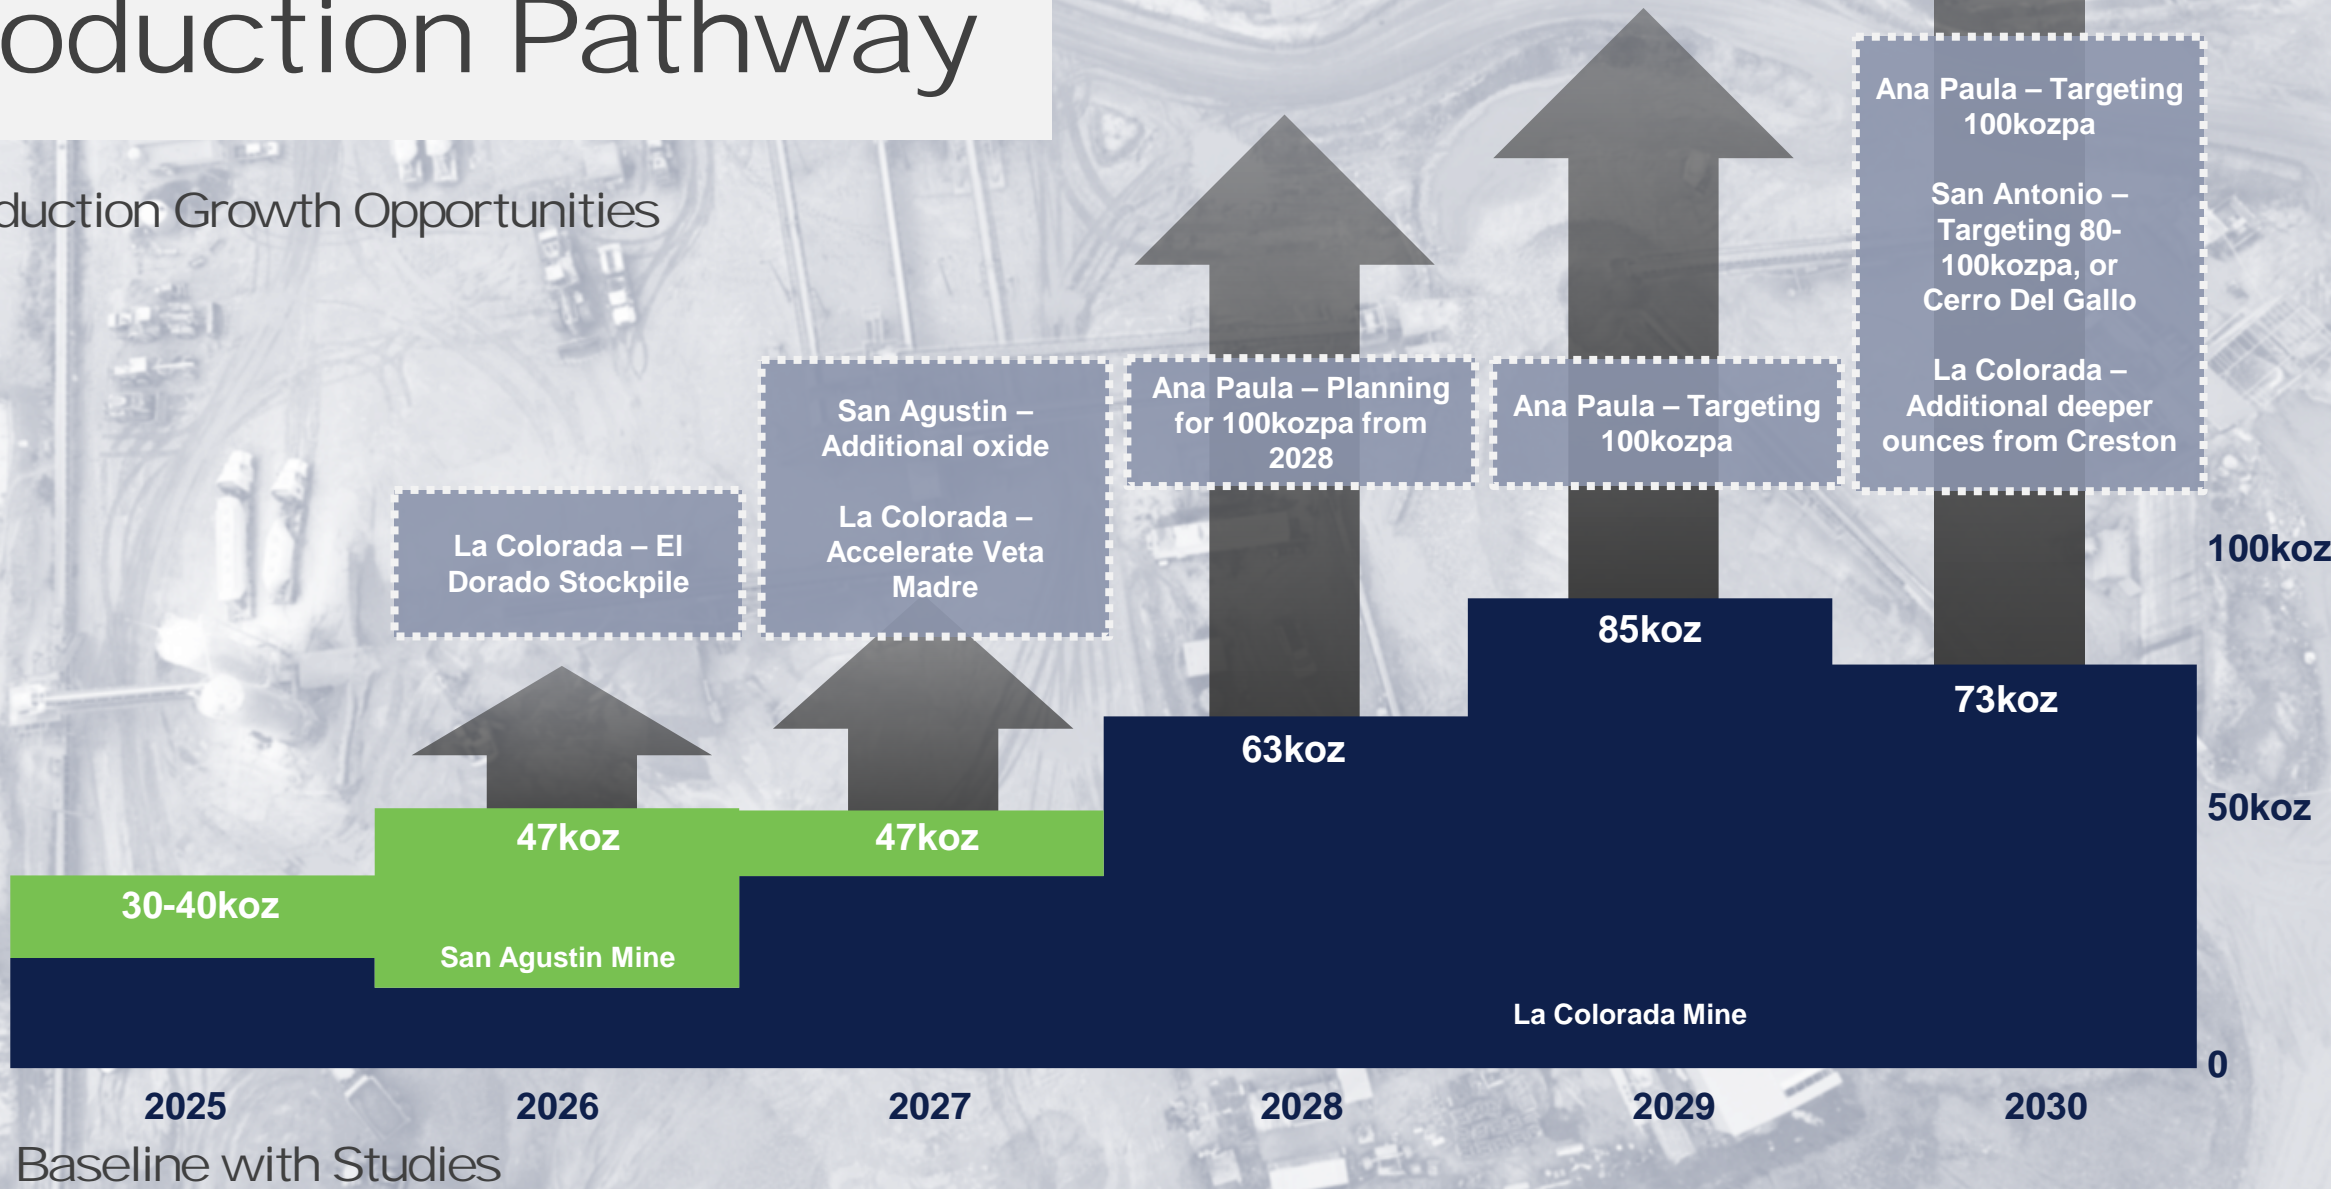 oduction Pathway
duction Growth Opportunities
La Colorada – El
Dorado Stockpile
San Agustin –
Additional oxide
La Colorada –
Accelerate Veta
Madre
Ana Paula – Planning
for 100kozpa from
2028
Ana Paula – Targeting
100kozpa
Ana Paula – Targeting
100kozpa
San Antonio –
Targeting 80-
100kozpa, or
Cerro Del Gallo
La Colorada –
Additional deeper
ounces from Creston
100koz
50koz
0
30-40koz
47koz
47koz
63koz
85koz
73koz
San Agustin Mine
La Colorada Mine
2025
2026
2027
2028
2029
2030
Baseline with Studies